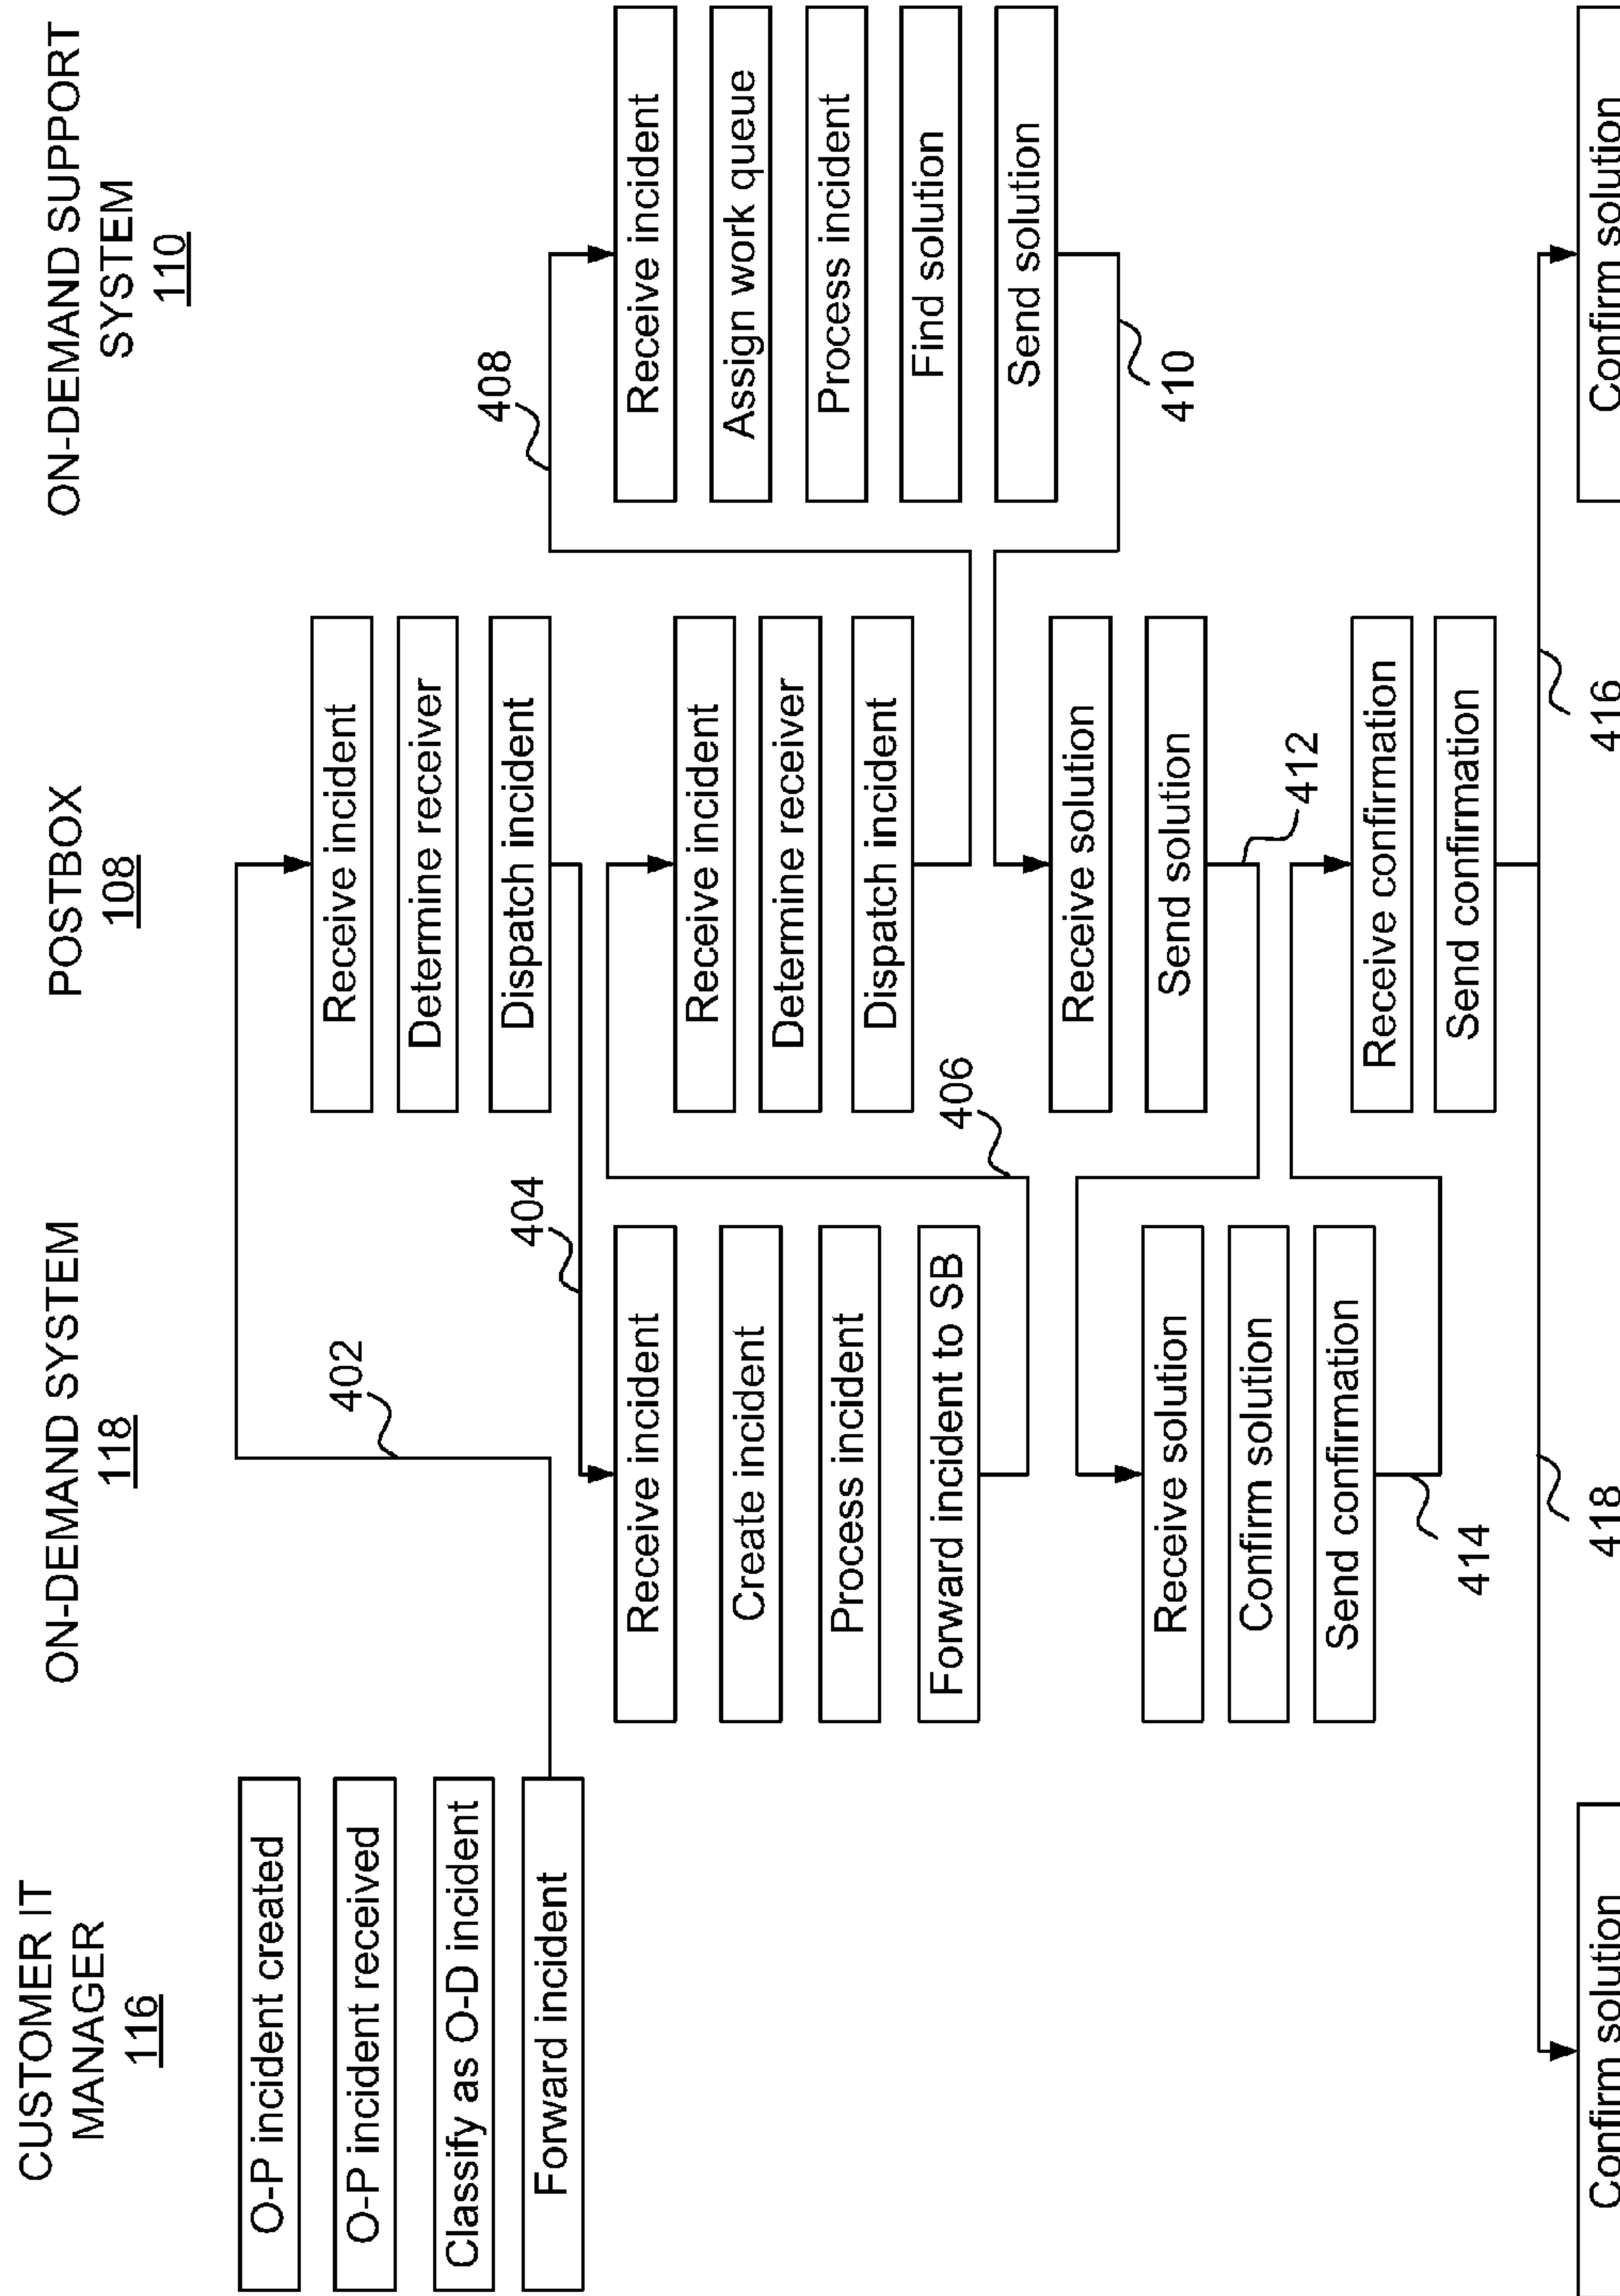 CUSTOMER IT
MANAGER
116
O-P incident created
O-P incident received
Classify as O-D incident
Forward incident
402
Confirm solution
ON-DEMAND SYSTEM
118
404
Receive incident
Create incident
Process incident
Forward incident to SB
406
Receive solution
Confirm solution
Send confirmation
414
418
POSTBOX
108
Receive incident
Determine receiver
Dispatch incident
Receive incident
Determine receiver
Dispatch incident
Receive solution
Send solution
412
Receive confirmation
Send confirmation
416
ON-DEMAND SUPPORT
SYSTEM
110
408
Receive incident
Assign work queue
Process incident
Find solution
Send solution
410
Confirm solution